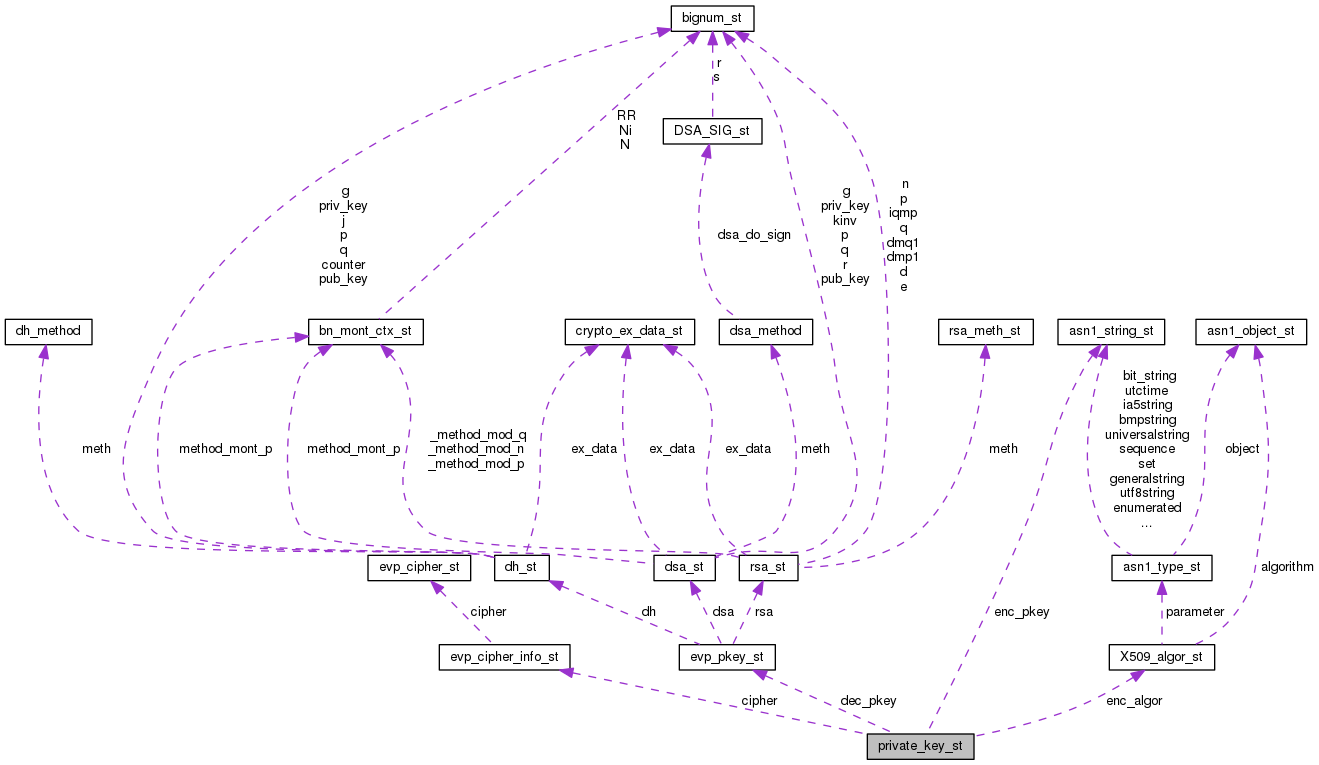 bignum_st
r
s
RR
Ni
N
DSA_SIG_st
g
priv_key
j
p
q
counter
pub_key
dsa_do_sign
g
priv_key
kinv
p
q
r
pub_key
n
p
iqmp
q
dmq1
dmp1
d
e
dh_method
bn_mont_ctx_st
crypto_ex_data_st
dsa_method
rsa_meth_st
asn1_string_st
asn1_object_st
meth
method_mont_p
method_mont_p
_method_mod_q
_method_mod_n
_method_mod_p
ex_data
ex_data
ex_data
meth
meth
bit_string
utctime
ia5string
bmpstring
universalstring
sequence
set
generalstring
utf8string
enumerated
...
object
evp_cipher_st
dh_st
dsa_st
rsa_st
asn1_type_st
algorithm
cipher
dh
dsa
rsa
enc_pkey
parameter
evp_cipher_info_st
evp_pkey_st
X509_algor_st
cipher
dec_pkey
enc_algor
private_key_st